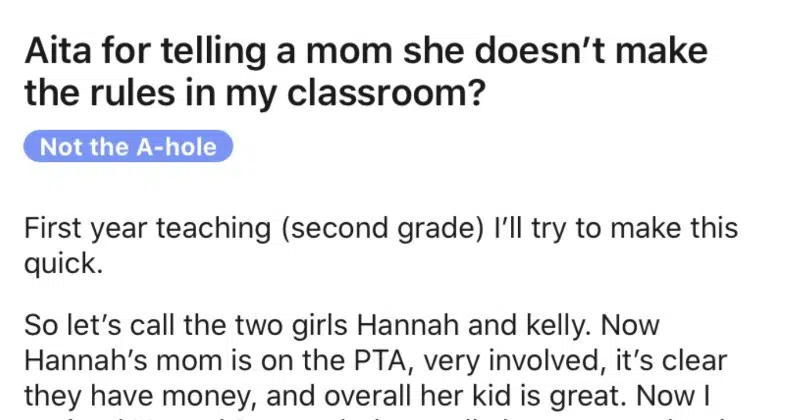 Aita for telling a mom she doesn’t make
the rules in my classroom?
Not the A-hole
First year teaching (second grade) I’ll try to make this
quick.
So let’s call the two girls Hannah and kelly. Now
Hannah’s mom is on the PTA, very involved, it’s clear
they have money, and overall her kid is great. Now I